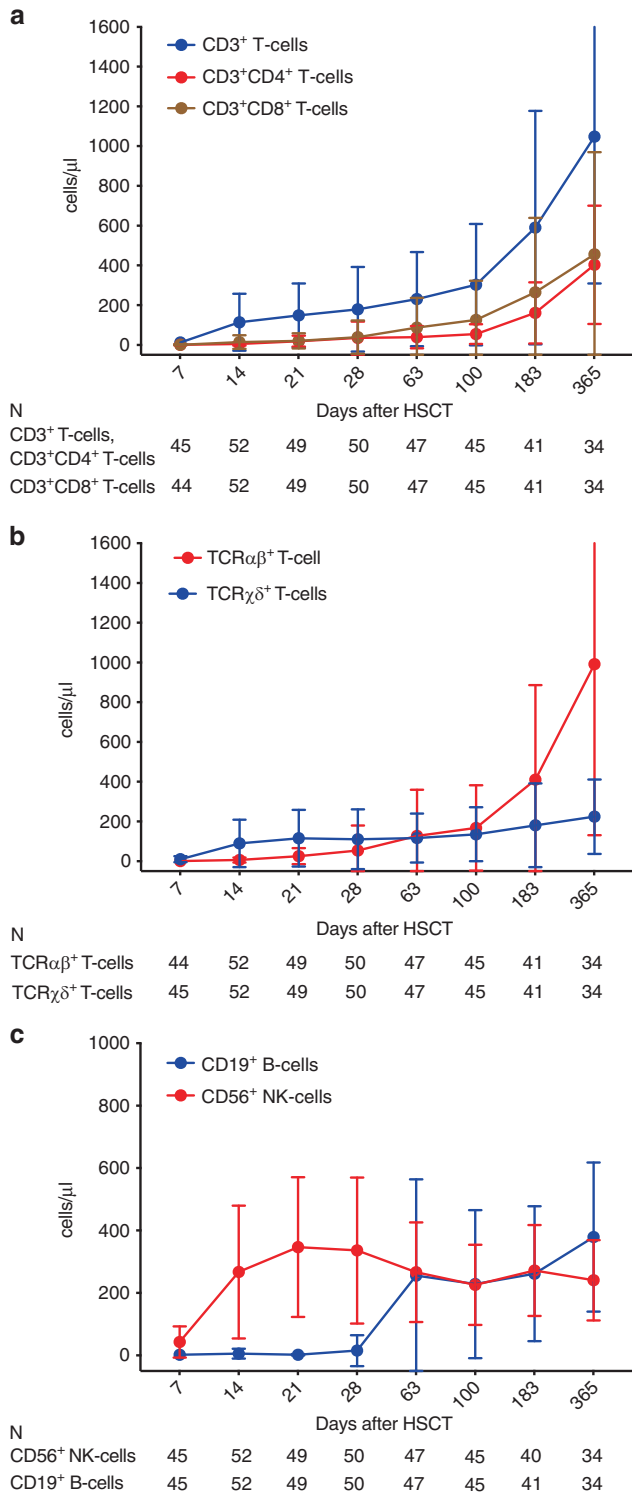 a
1600
CD3+ T-cells
1400
CD3+CD4+ T-cells
1200
CD3+CD8+ T-cells
1000
cells/µl
800
600
400
200
0
7 14 21 28 63 100 183 365
N
Days after HSCT
CD3+ T-cells,
CD3+CD4+ T-cells 45 52 49 50 47 45 41 34
CD3+CD8+ T-cells 44 52 49 50 47 45 41 34
b
1600
TCRαβ+ T-cell
1400
TCRχδ+ T-cells
1200
1000
cells/µl
800
600
400
200
0
7 14 21 28 63 100 183 365
N
Days after HSCT
TCRαβ+ T-cells 44 52 49 50 47 45 41 34
TCRχδ+ T-cells 45 52 49 50 47 45 41 34
c
1000
CD19+ B-cells
CD56+ NK-cells
800
cells/µl
600
400
200
0
7 14 21 28 63 100 183 365
N
Days after HSCT
CD56+ NK-cells 45 52 49 50 47 45 40 34
CD19+ B-cells 45 52 49 50 47 45 41 34